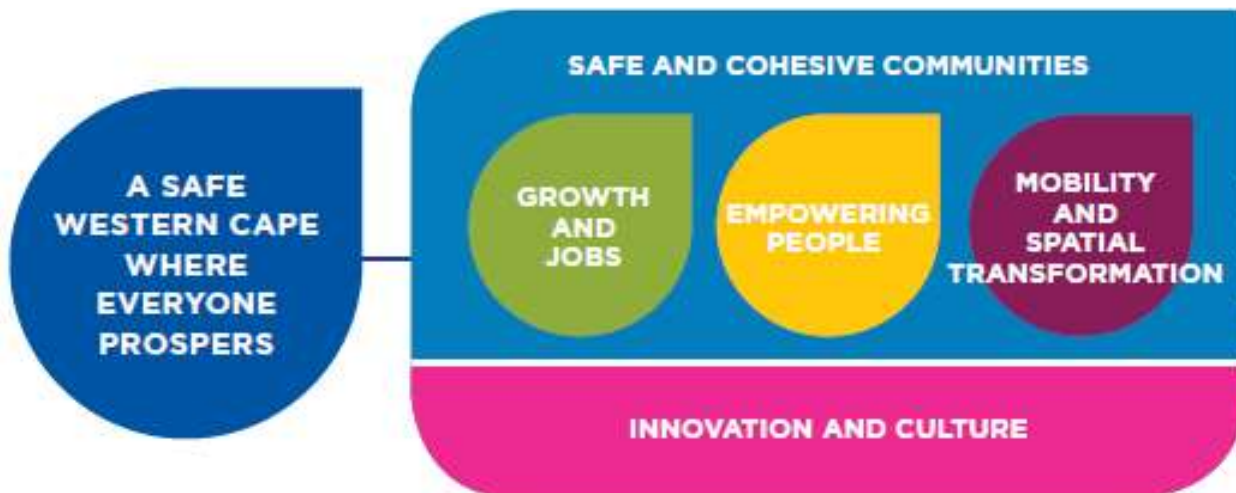 A SAFE
WESTERN CAPE
WHERE
EVERYONE
PROSPERS
SAFE AND COHESIVE COMMUNITIES
GROWTH
AND
JOBS
EMPOWERING
PEOPLE
MOBILITY
AND
SPATIAL
TRANSFORMATION
INNOVATION AND CULTURE